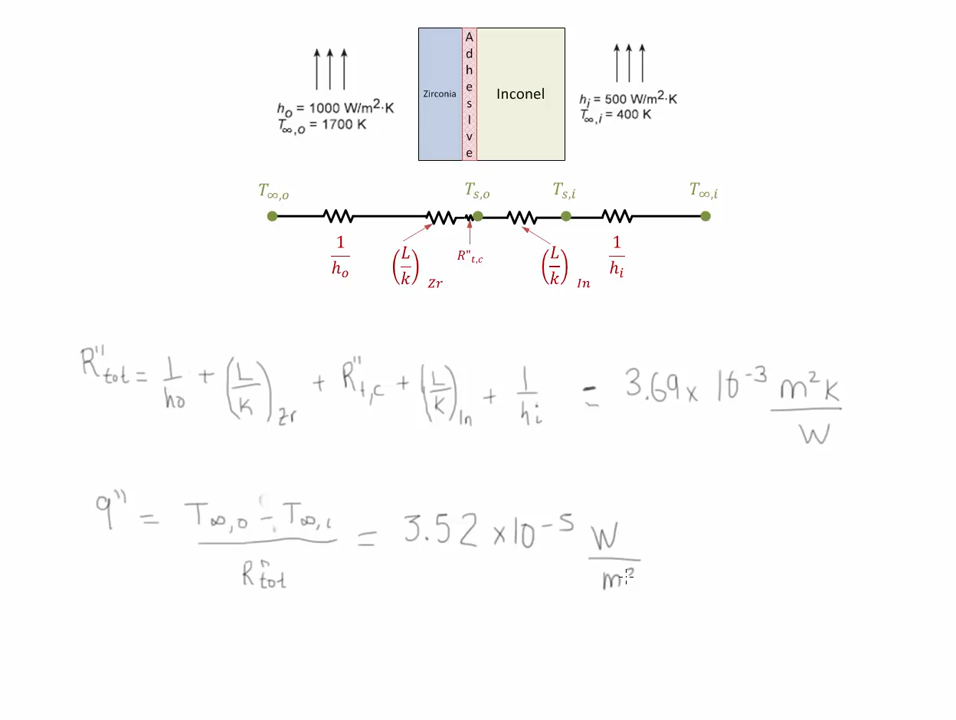 Zirconia
Adhesive
Inconel
h_o = 1000 W/m²·K
T_∞,o = 1700 K
h_i = 500 W/m²·K
T_∞,i = 400 K
T_∞,o T_s,o T_s,i T_∞,i
1/h_o (L/k)_Zr R"_t,c (L/k)_In 1/h_i
R"_tot = 1/h_o + (L/K)_Zr + R"_t,c + (L/K)_In + 1/h_i = 3.69 x 10^-3 m²K/W
q" = T_∞,o - T_∞,i / R"_tot = 3.52 x 10^-5 W/m²